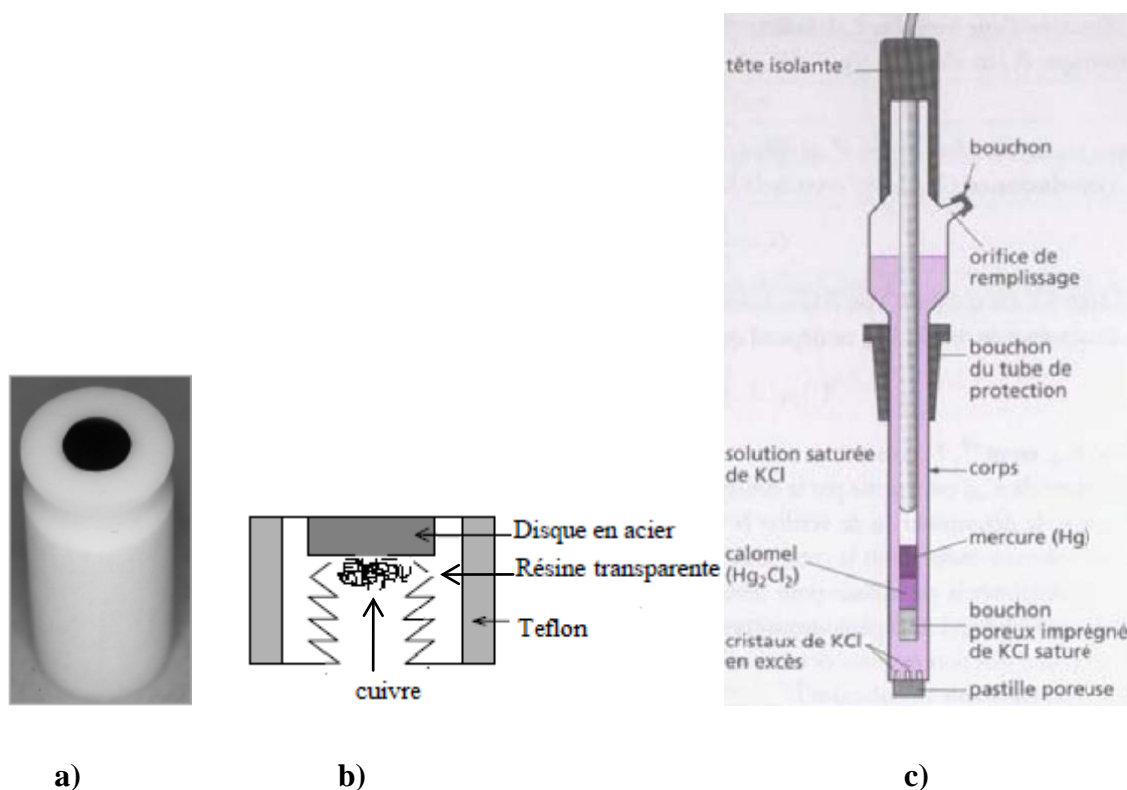 tête isolante
bouchon
orifice de
remplissage
bouchon
du tube de
protection
solution saturée
de KCl
corps
mercure (Hg)
calomel
(Hg2Cl2)
bouchon
poreux imprégné
de KCl saturé
cristaux de KCl
en excès
pastille poreuse
Disque en acier
Résine transparente
Teflon
cuivre
a)
b)
c)